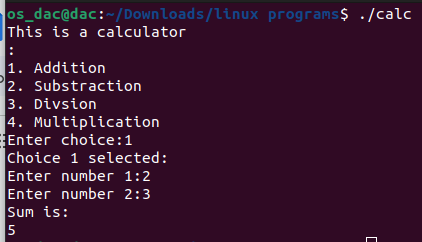 os_dac@dac:~/Downloads/linux programs$ ./calc
This is a calculator
:
1. Addition
2. Substraction
3. Divsion
4. Multiplication
Enter choice:1
Choice 1 selected:
Enter number 1:2
Enter number 2:3
Sum is:
5